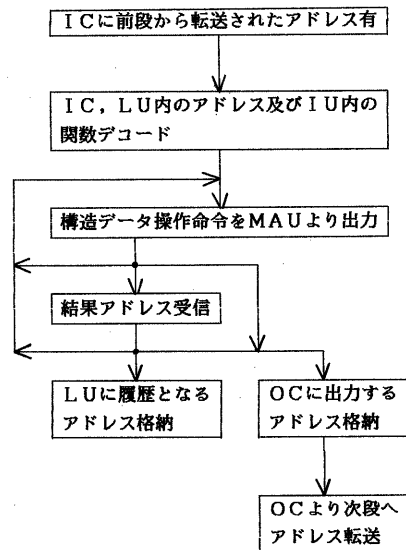 ICに前段から転送されたアドレス有
IC,LU内のアドレス及びIU内の
関数デコード
構造データ操作命令をMAUより出力
結果アドレス受信
LUに履歴となる
アドレス格納
OCに出力する
アドレス格納
OCより次段へ
アドレス転送